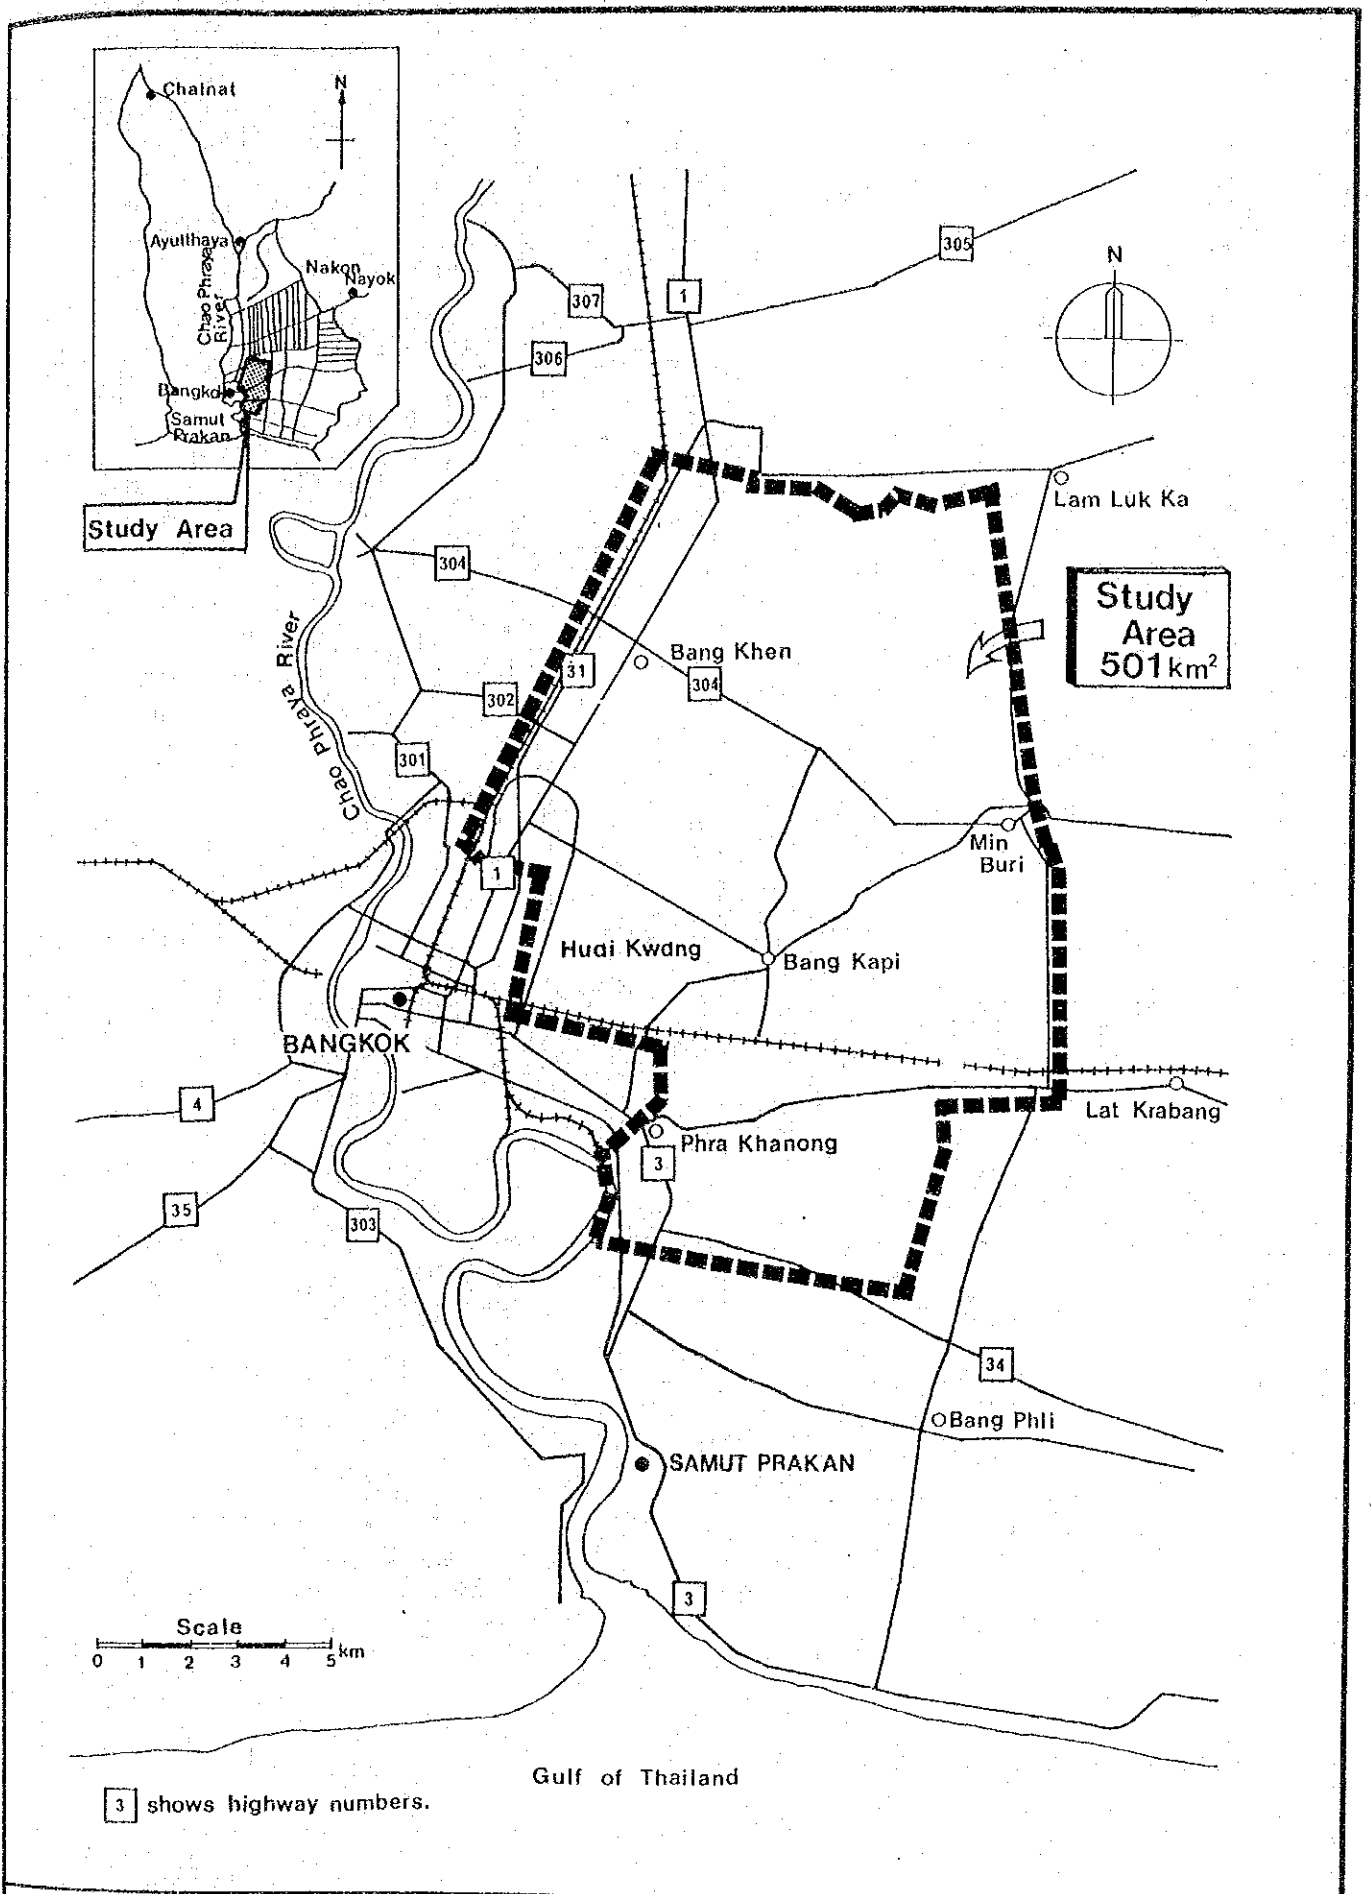 Chainat
N
Ayutthaya
Nakon
Nayok
Chao Phraya
River
Bangkok
Samut
Prakan
Study Area
305
N
307
1
306
Lam Luk Ka
304
Study
Area
501 km²
Chao Phraya River
Bang Khen
31
304
302
301
Min
Buri
1
Huai Kwang
Bang Kapi
BANGKOK
4
Lat Krabang
Phra Khanong
3
35
303
34
Bang Phli
SAMUT PRAKAN
3
Scale
0 1 2 3 4 5 km
Gulf of Thailand
3 shows highway numbers.